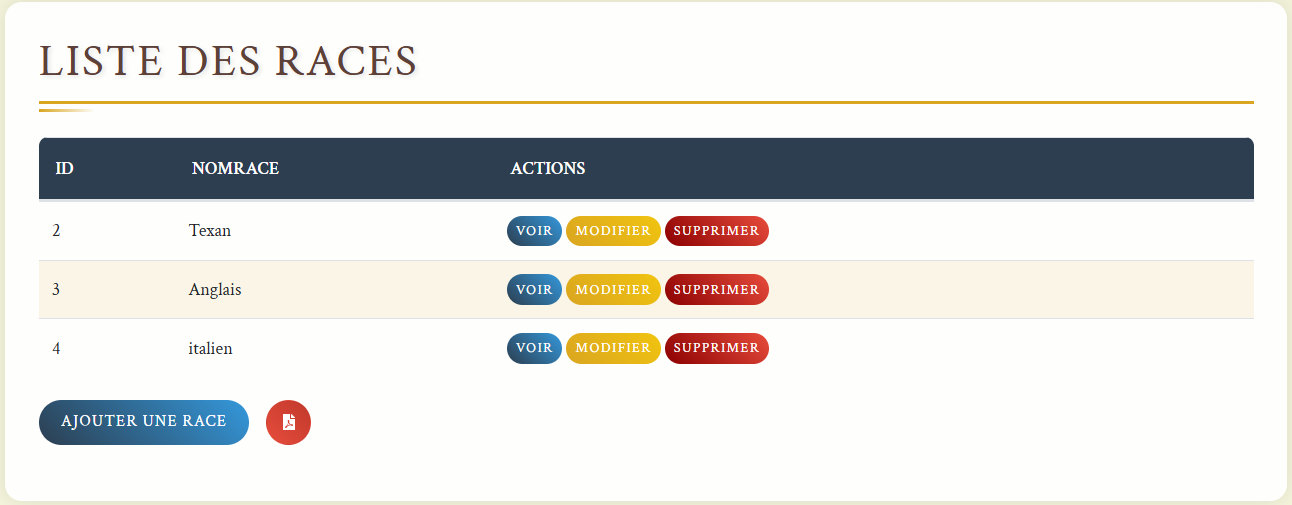 LISTE DES RACES
ID NOMRACE ACTIONS
2 Texan VOIR MODIFIER SUPPRIMER
3 Anglais VOIR MODIFIER SUPPRIMER
4 italien VOIR MODIFIER SUPPRIMER
AJOUTER UNE RACE